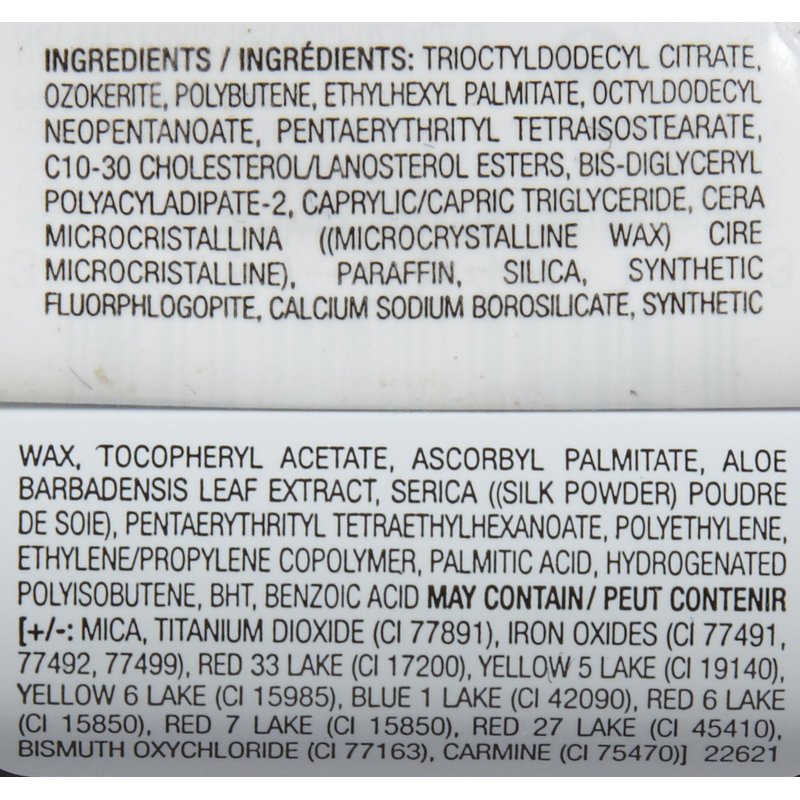 INGREDIENTS / INGRÉDIENTS: TRIOCTYLDODECYL CITRATE,
OZOKERITE, POLYBUTENE, ETHYLHEXYL PALMITATE, OCTYLDODECYL
NEOPENTANOATE, PENTAERYTHRITYL TETRAISOSTEARATE,
C10-30 CHOLESTEROL/LANOSTEROL ESTERS, BIS-DIGLYCERYL
POLYACYLADIPATE-2, CAPRYLIC/CAPRIC TRIGLYCERIDE, CERA
MICROCRISTALLINA ((MICROCRYSTALLINE WAX) CIRE
MICROCRISTALLINE), PARAFFIN, SILICA, SYNTHETIC
FLUORPHLOGOPITE, CALCIUM SODIUM BOROSILICATE, SYNTHETIC
WAX, TOCOPHERYL ACETATE, ASCORBYL PALMITATE, ALOE
BARBADENSIS LEAF EXTRACT, SERICA ((SILK POWDER) POUDRE
DE SOIE), PENTAERYTHRITYL TETRAETHYLHEXANOATE, POLYETHYLENE,
ETHYLENE/PROPYLENE COPOLYMER, PALMITIC ACID, HYDROGENATED
POLYISOBUTENE, BHT, BENZOIC ACID MAY CONTAIN/ PEUT CONTENIR
[+/-: MICA, TITANIUM DIOXIDE (CI 77891), IRON OXIDES (CI 77491,
77492, 77499), RED 33 LAKE (CI 17200), YELLOW 5 LAKE (CI 19140),
YELLOW 6 LAKE (CI 15985), BLUE 1 LAKE (CI 42090), RED 6 LAKE
(CI 15850), RED 7 LAKE (CI 15850), RED 27 LAKE (CI 45410),
BISMUTH OXYCHLORIDE (CI 77163), CARMINE (CI 75470)] 22621